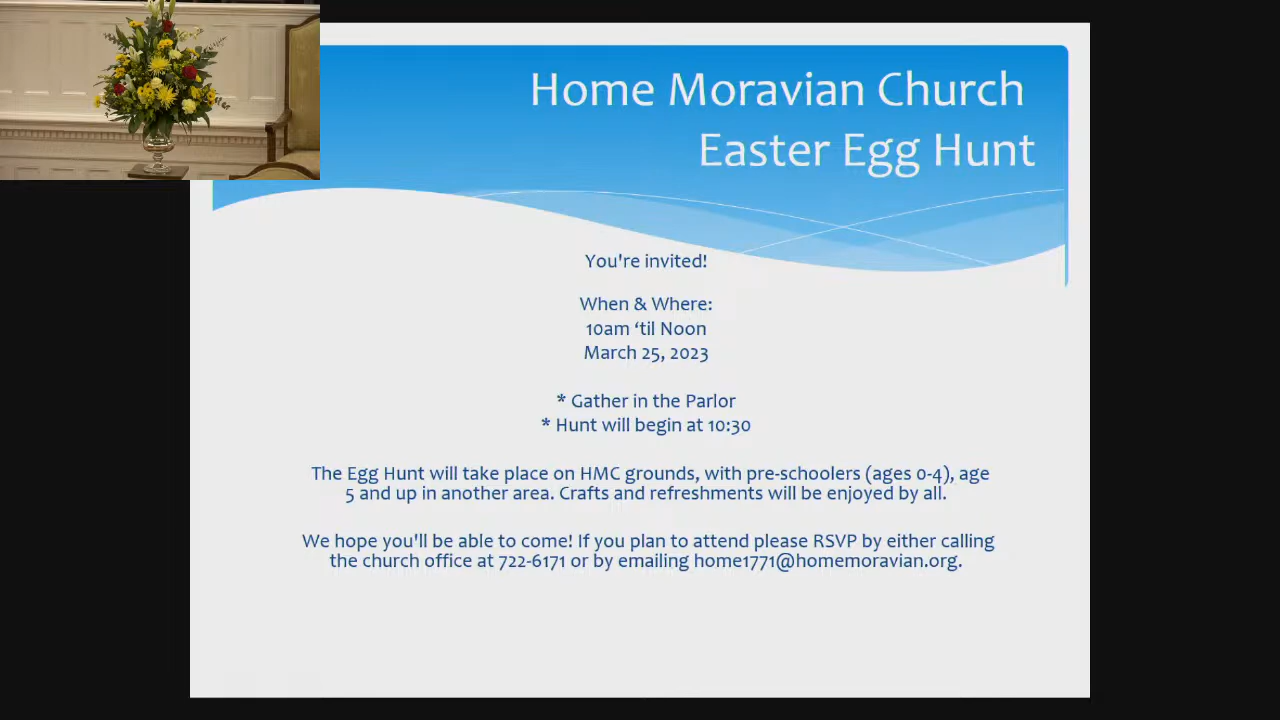 Home Moravian Church
Easter Egg Hunt
You're invited!
When & Where:
10am ‘til Noon
March 25, 2023
* Gather in the Parlor
* Hunt will begin at 10:30
The Egg Hunt will take place on HMC grounds, with pre-schoolers (ages 0-4), age
5 and up in another area. Crafts and refreshments will be enjoyed by all.
We hope you'll be able to come! If you plan to attend please RSVP by either calling
the church office at 722-6171 or by emailing home1771@homemoravian.org.